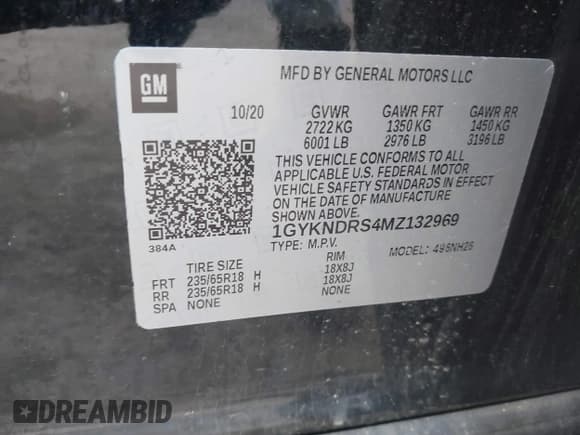 GM
MFD BY GENERAL MOTORS LLC
10/20 GVWR GAWR FRT GAWR RR
2722 KG 1350 KG 1450 KG
6001 LB 2976 LB 3196 LB
THIS VEHICLE CONFORMS TO ALL
APPLICABLE U.S. FEDERAL MOTOR
VEHICLE SAFETY STANDARDS IN EFFECT
ON THE DATE OF MANUFACTURE
SHOWN ABOVE.
384A
1GYKNDRS4MZ132969
TYPE: M.P.V. MODEL: 496NH26
TIRE SIZE RIM
FRT 235/65R18 H 18X8J
RR 235/65R18 H 18X8J
SPA NONE NONE
DREAMBID